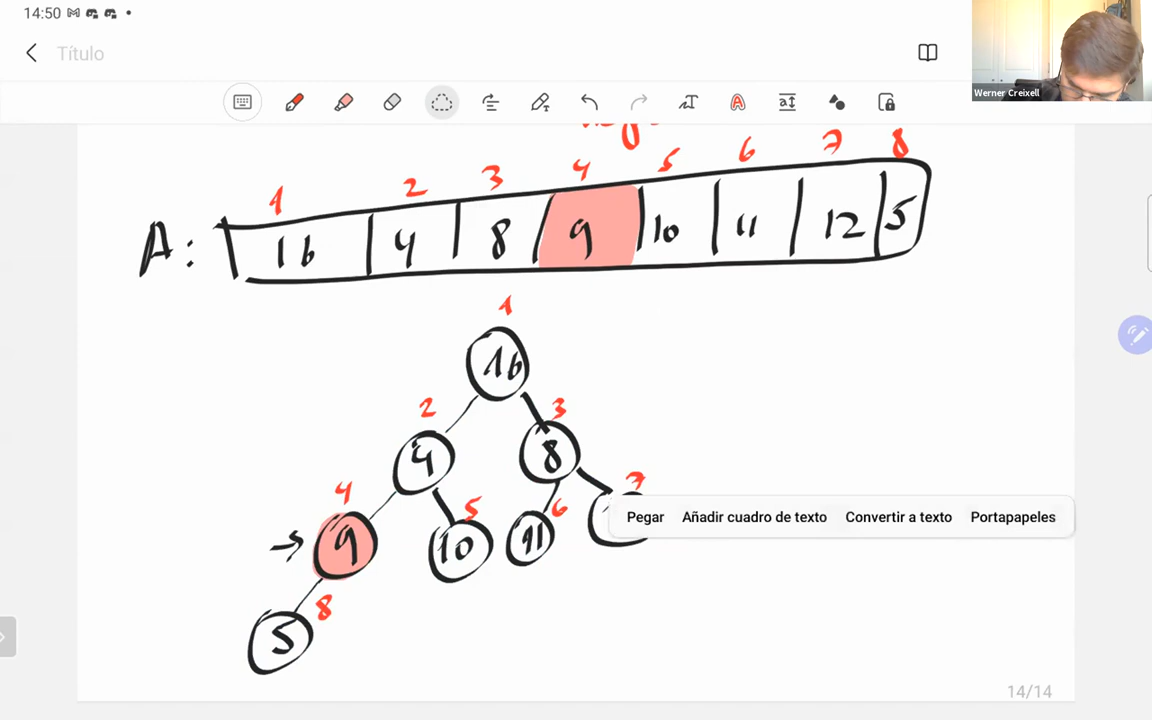 14:50
Título
Werner Creixell
1 2 3 4 5 6 7 8
A: 16 4 8 9 10 11 12 5
1
16
2 3
4 8
4 5 6 7
→ 9 10 11
8
5
Pegar Añadir cuadro de texto Convertir a texto Portapapeles
14/14